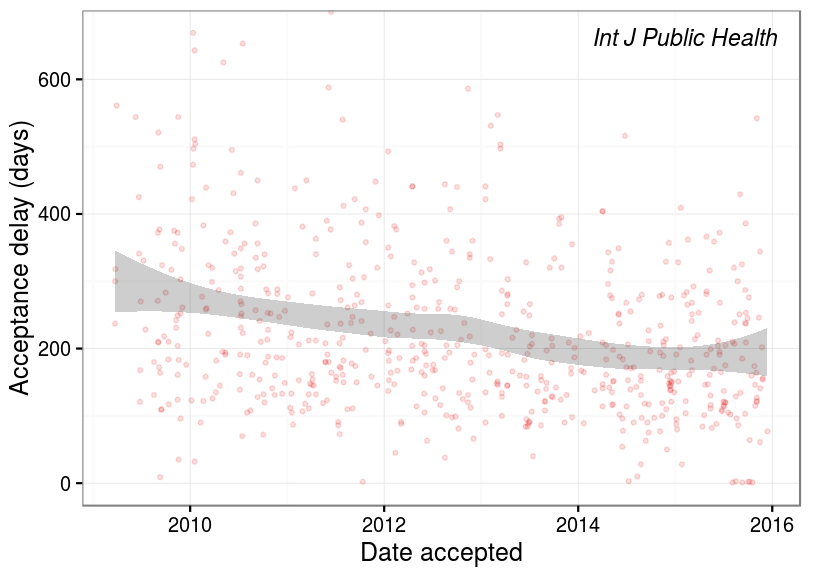 Int J Public Health
Acceptance delay (days)
600
400
200
0
2010 2012 2014 2016
Date accepted